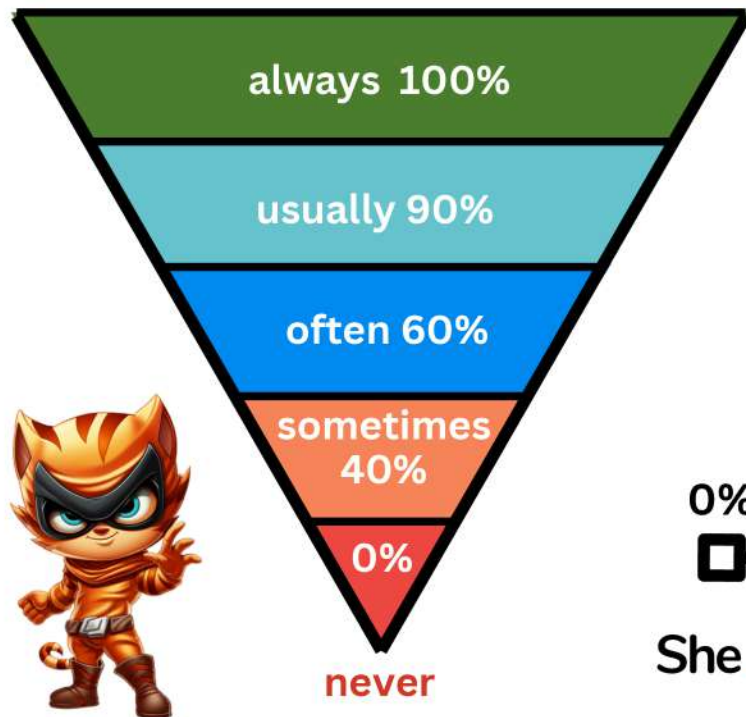 always 100%
usually 90%
often 60%
sometimes
40%
0%
never
0%
She